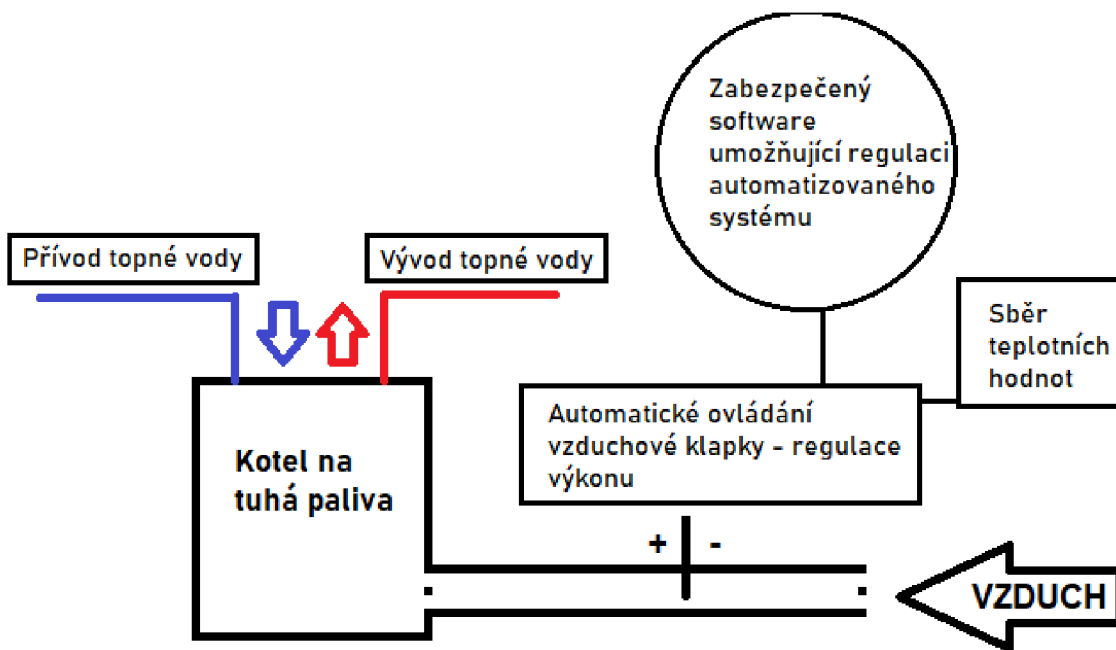 Zabezpečený
software
umožňující regulaci
automatizovaného
systému
Přívod topné vody
Vývod topné vody
Sběr
teplotních
hodnot
Automatické ovládání
vzduchové klapky - regulace
výkonu
Kotel na
tuhá paliva
+ -
VZDUCH